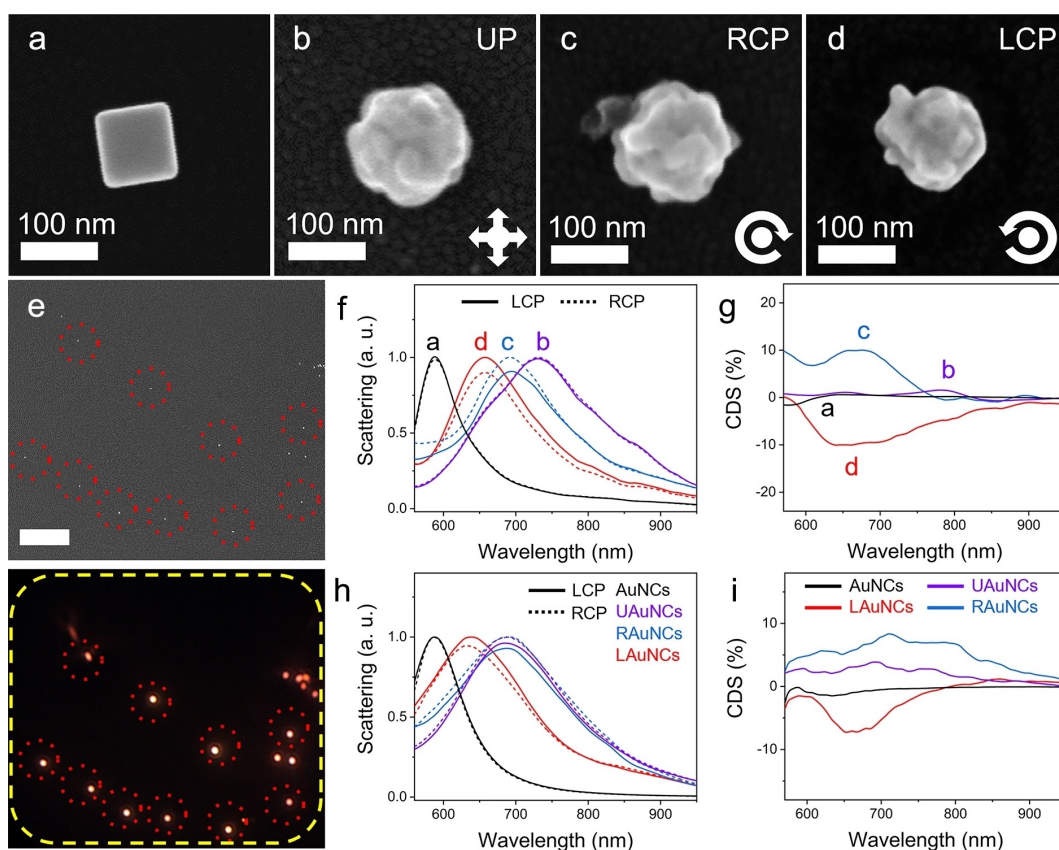 a
100 nm
b
UP
100 nm
c
RCP
100 nm
d
LCP
100 nm
e
f
LCP
RCP
a
d
c
b
1.0
0.5
0.0
Scattering (a. u.)
600
700
800
900
Wavelength (nm)
g
20
10
0
-10
-20
CDS (%)
c
b
a
d
600
700
800
900
Wavelength (nm)
h
LCP
RCP
AuNCs
UAuNCs
RAuNCs
LAuNCs
1.0
0.5
0.0
Scattering (a. u.)
600
700
800
900
Wavelength (nm)
i
AuNCs
UAuNCs
LAuNCs
RAuNCs
10
0
-10
CDS (%)
600
700
800
900
Wavelength (nm)